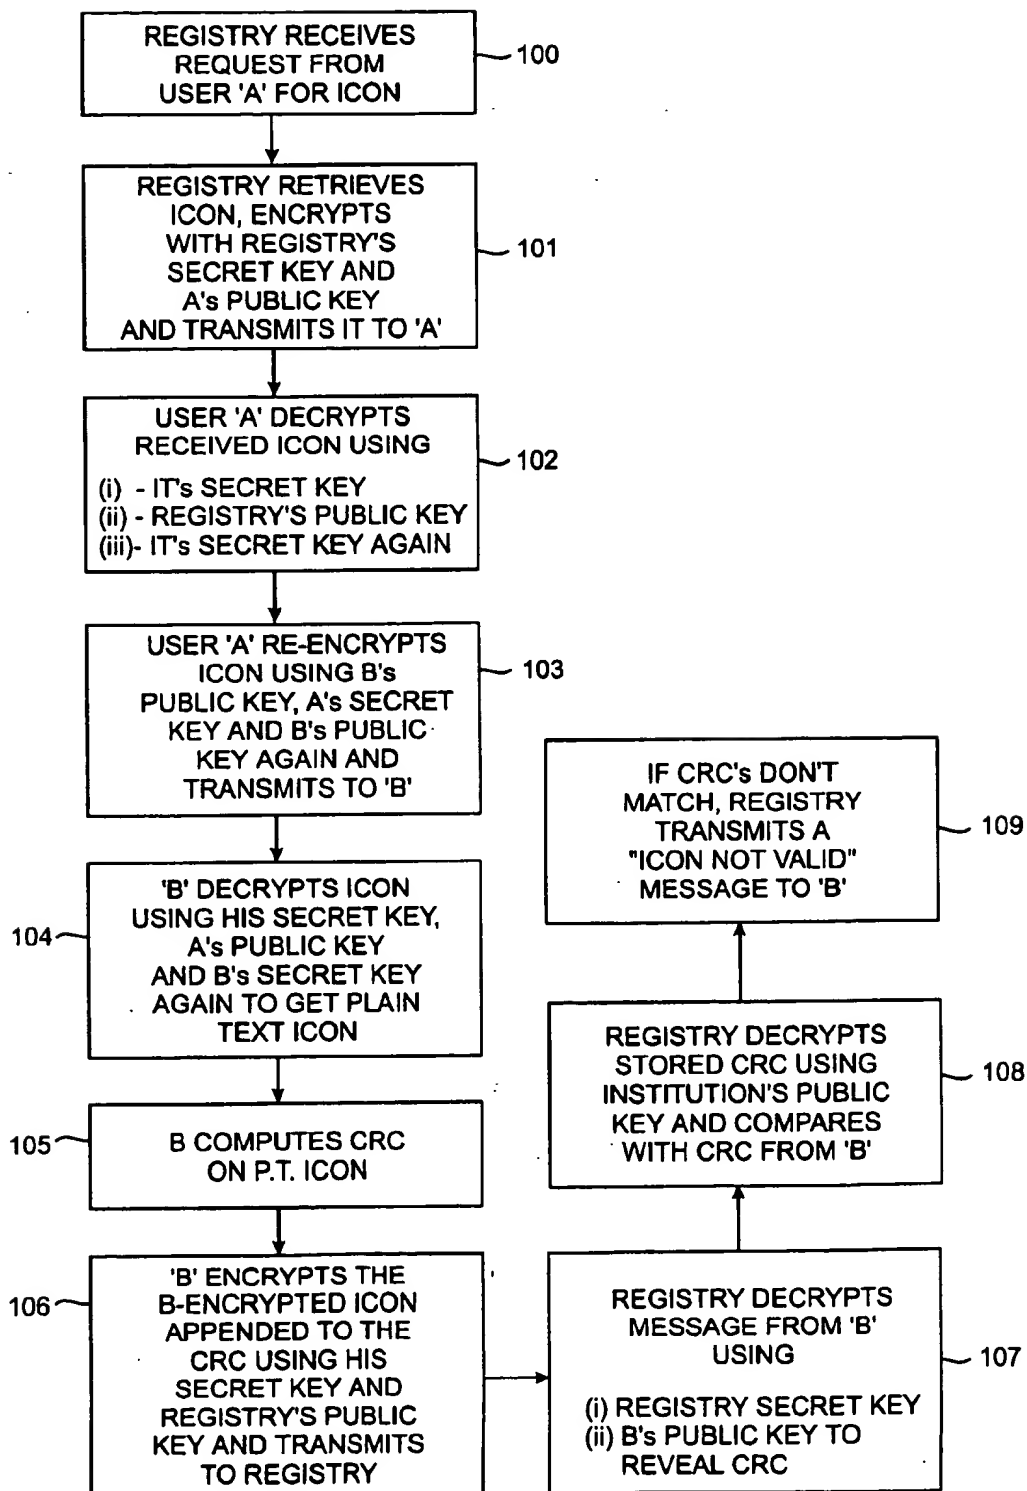 REGISTRY RECEIVES
REQUEST FROM
USER 'A' FOR ICON
100
REGISTRY RETRIEVES
ICON, ENCRYPTS
WITH REGISTRY'S
SECRET KEY AND
A's PUBLIC KEY
AND TRANSMITS IT TO 'A'
101
USER 'A' DECRYPTS
RECEIVED ICON USING
(i) - IT's SECRET KEY
(ii) - REGISTRY'S PUBLIC KEY
(iii)- IT's SECRET KEY AGAIN
102
USER 'A' RE-ENCRYPTS
ICON USING B's
PUBLIC KEY, A's SECRET
KEY AND B's PUBLIC
KEY AGAIN AND
TRANSMITS TO 'B'
103
'B' DECRYPTS ICON
USING HIS SECRET KEY,
A's PUBLIC KEY
AND B's SECRET KEY
AGAIN TO GET PLAIN
TEXT ICON
104
B COMPUTES CRC
ON P.T. ICON
105
'B' ENCRYPTS THE
B-ENCRYPTED ICON
APPENDED TO THE
CRC USING HIS
SECRET KEY AND
REGISTRY'S PUBLIC
KEY AND TRANSMITS
TO REGISTRY
106
REGISTRY DECRYPTS
MESSAGE FROM 'B'
USING
(i) REGISTRY SECRET KEY
(ii) B's PUBLIC KEY TO
REVEAL CRC
107
REGISTRY DECRYPTS
STORED CRC USING
INSTITUTION'S PUBLIC
KEY AND COMPARES
WITH CRC FROM 'B'
108
IF CRC's DON'T
MATCH, REGISTRY
TRANSMITS A
"ICON NOT VALID"
MESSAGE TO 'B'
109